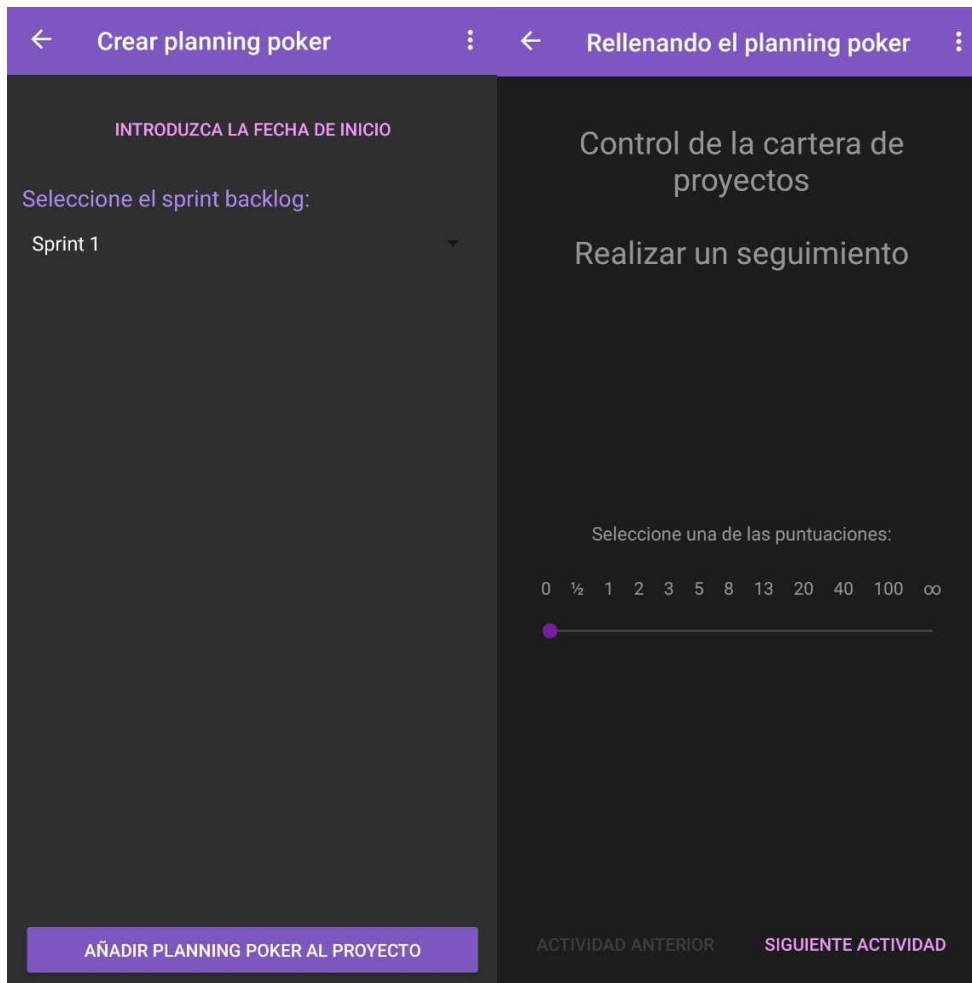 Crear planning poker
INTRODUZCA LA FECHA DE INICIO
Seleccione el sprint backlog:
Sprint 1
AÑADIR PLANNING POKER AL PROYECTO
Rellenando el planning poker
Control de la cartera de
proyectos
Realizar un seguimiento
Seleccione una de las puntuaciones:
0 ½ 1 2 3 5 8 13 20 40 100 ∞
ACTIVIDAD ANTERIOR SIGUIENTE ACTIVIDAD